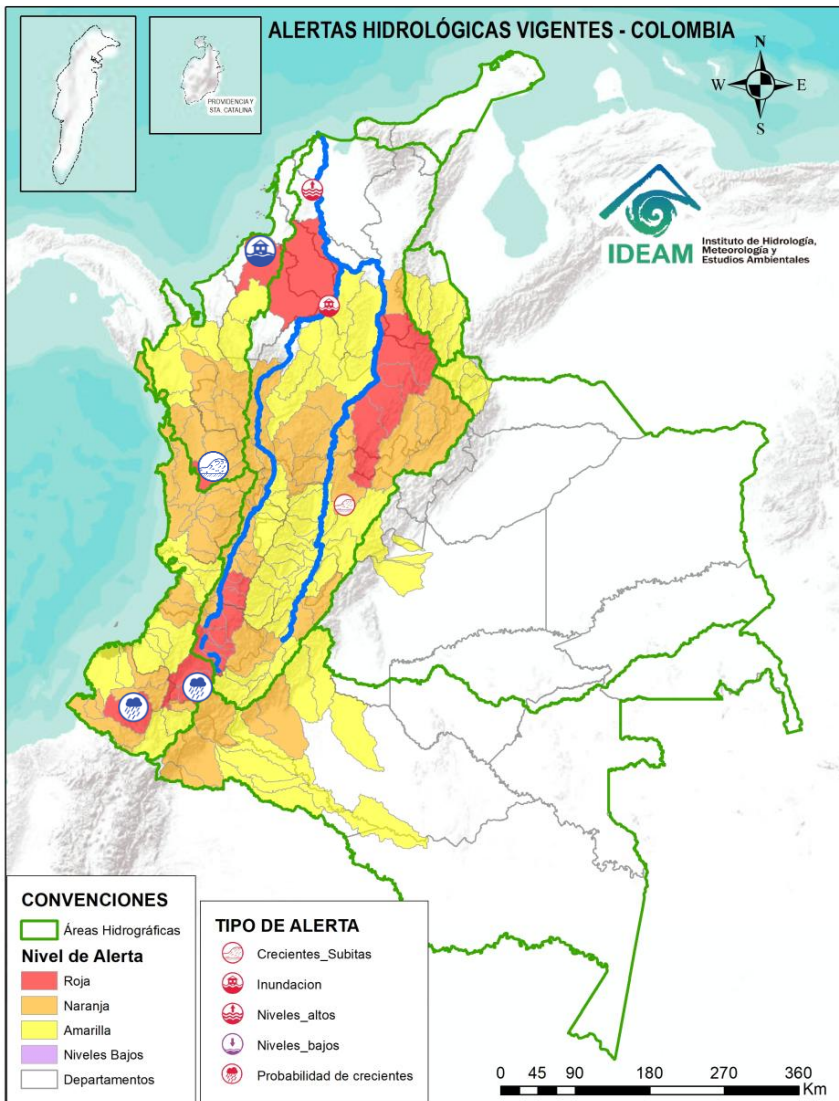 ALERTAS HIDROLÓGICAS VIGENTES - COLOMBIA
PROVIDENCIA Y
STA. CATALINA
N
W E
S
IDEAM
Instituto de Hidrología,
Meteorología y
Estudios Ambientales
CONVENCIONES
Áreas Hidrográficas
Nivel de Alerta
Roja
Naranja
Amarilla
Niveles Bajos
Departamentos
TIPO DE ALERTA
Crecientes_Subitas
Inundacion
Niveles_altos
Niveles_bajos
Probabilidad de crecientes
0 45 90 180 270 360
Km